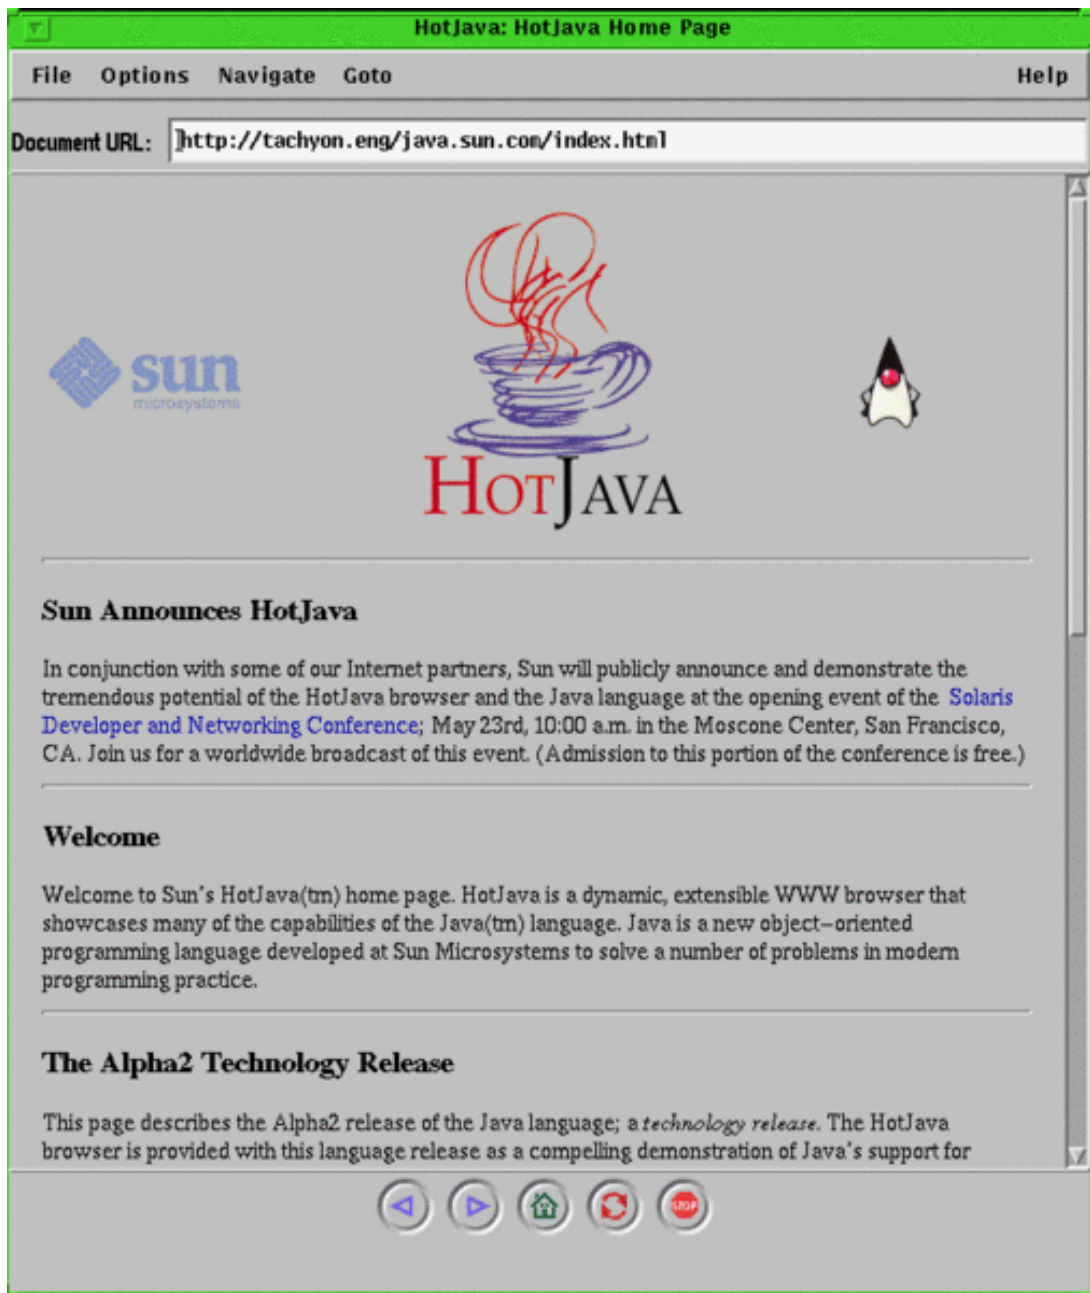 HotJava: HotJava Home Page
File Options Navigate Goto Help
Document URL: http://tachyon.eng/java.sun.com/index.html
sun
microsystems
HOTJAVA
Sun Announces HotJava
In conjunction with some of our Internet partners, Sun will publicly announce and demonstrate the
tremendous potential of the HotJava browser and the Java language at the opening event of the Solaris
Developer and Networking Conference; May 23rd, 10:00 a.m. in the Moscone Center, San Francisco,
CA. Join us for a worldwide broadcast of this event. (Admission to this portion of the conference is free.)
Welcome
Welcome to Sun's HotJava(tm) home page. HotJava is a dynamic, extensible WWW browser that
showcases many of the capabilities of the Java(tm) language. Java is a new object-oriented
programming language developed at Sun Microsystems to solve a number of problems in modern
programming practice.
The Alpha2 Technology Release
This page describes the Alpha2 release of the Java language; a technology release. The HotJava
browser is provided with this language release as a compelling demonstration of Java's support for
STOP